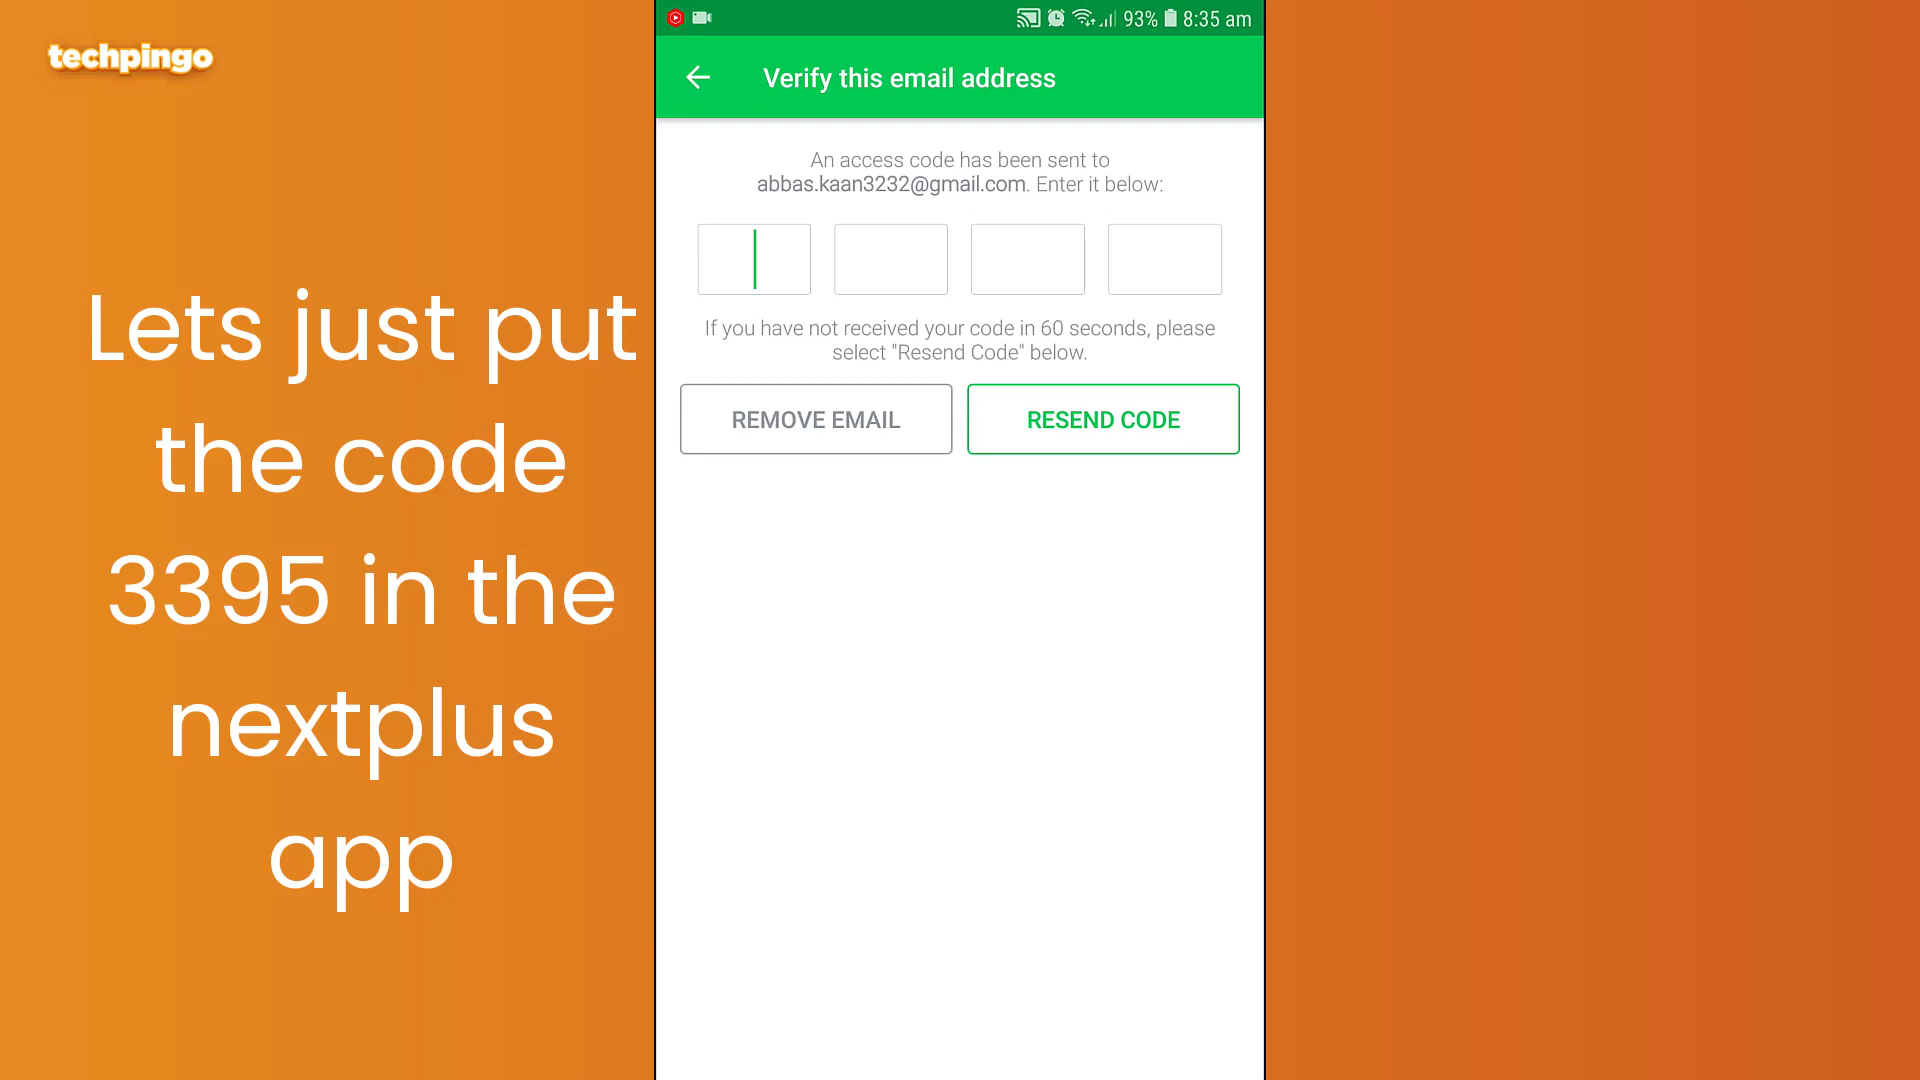 techpingo
Lets just put
the code
3395 in the
nextplus
app
93% 8:35 am
Verify this email address
An access code has been sent to
abbas.kaan3232@gmail.com. Enter it below:
If you have not received your code in 60 seconds, please
select "Resend Code" below.
REMOVE EMAIL
RESEND CODE